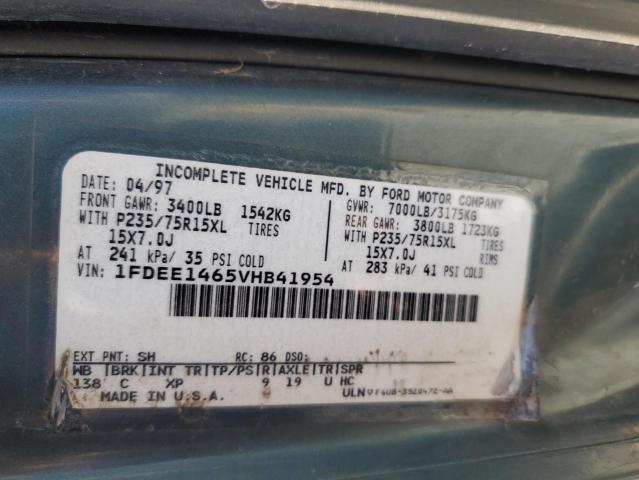 INCOMPLETE VEHICLE MFD. BY FORD MOTOR COMPANY
DATE: 04/97 GVWR: 7000LB/3175KG
FRONT GAWR: 3400LB 1542KG REAR GAWR: 3800LB 1723KG
WITH P235/75R15XL TIRES WITH P235/75R15XL TIRES
15X7.0J 15X7.0J RIMS
AT 241 kPa/ 35 PSI COLD AT 283 kPa/ 41 PSI COLD
VIN: 1FDEE1465VHB41954
EXT PNT: SH RC: 86 DSO:
WB |BRK|INT TR|TP/PS|R|AXLE|TR|SPR
138 C XP 9 19 U HC
MADE IN U.S.A. ULN